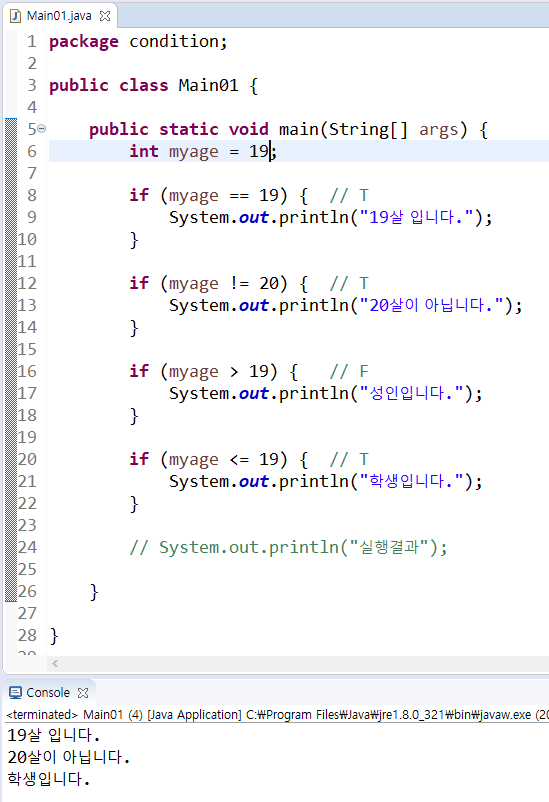 Main01.java
1 package condition;
2
3 public class Main01 {
4
5 public static void main(String[] args) {
6 int myage = 19;
7
8 if (myage == 19) { // T
9 System.out.println("19살 입니다.");
10 }
11
12 if (myage != 20) { // T
13 System.out.println("20살이 아닙니다.");
14 }
15
16 if (myage > 19) { // F
17 System.out.println("성인입니다.");
18 }
19
20 if (myage <= 19) { // T
21 System.out.println("학생입니다.");
22 }
23
24 // System.out.println("실행결과");
25
26 }
27
28 }
Console
<terminated> Main01 (4) [Java Application] C:₩Program Files₩Java₩jre1.8.0_321₩bin₩javaw.exe (20
19살 입니다.
20살이 아닙니다.
학생입니다.